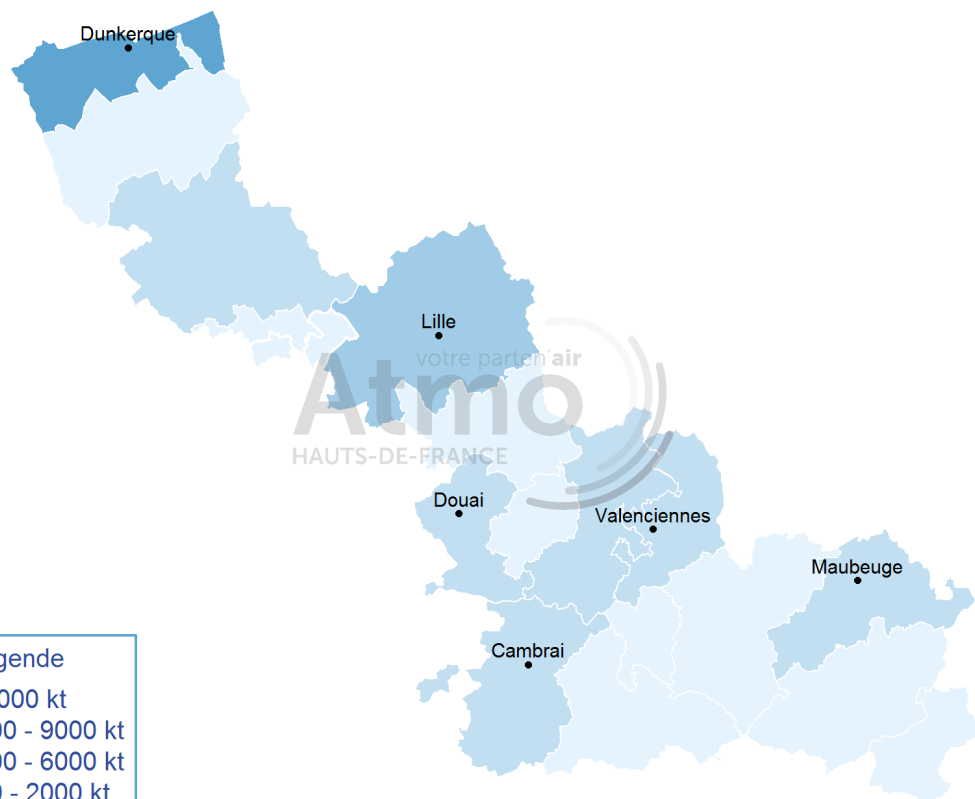 Dunkerque
Lille
votre parten'air
Atmo
HAUTS-DE-FRANCE
Douai
Valenciennes
Maubeuge
Cambrai
gende
000 kt
00 - 9000 kt
00 - 6000 kt
0 - 2000 kt